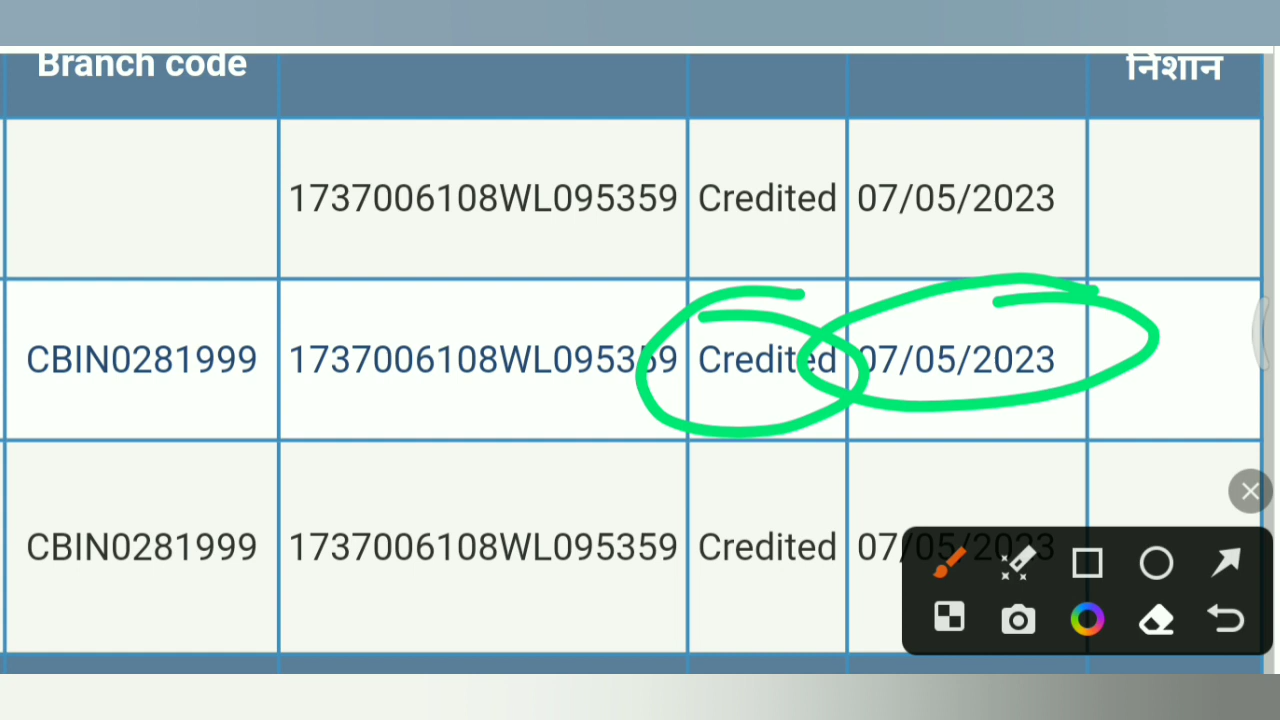 Branch code निशान
1737006108WL095359 Credited 07/05/2023
CBIN0281999 1737006108WL095359 Credited 07/05/2023
CBIN0281999 1737006108WL095359 Credited 07/05/2023